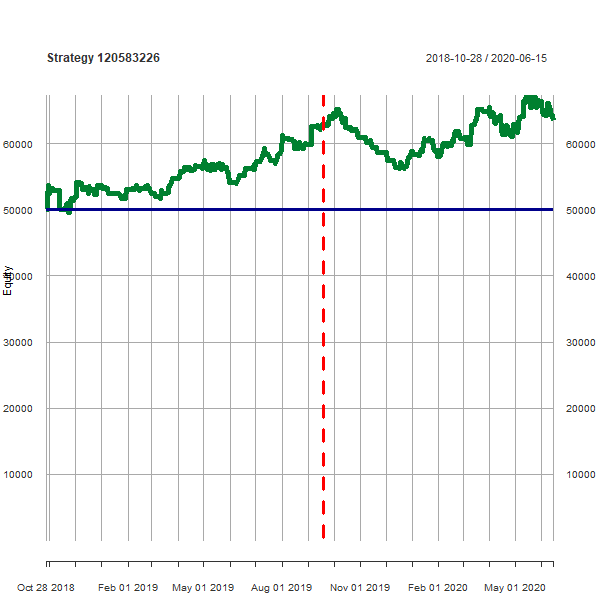 Strategy 120583226
2018-10-28 / 2020-06-15
60000
60000
50000
50000
Equity
40000
40000
30000
30000
20000
20000
10000
10000
Oct 28 2018
Feb 01 2019
May 01 2019
Aug 01 2019
Nov 01 2019
Feb 01 2020
May 01 2020